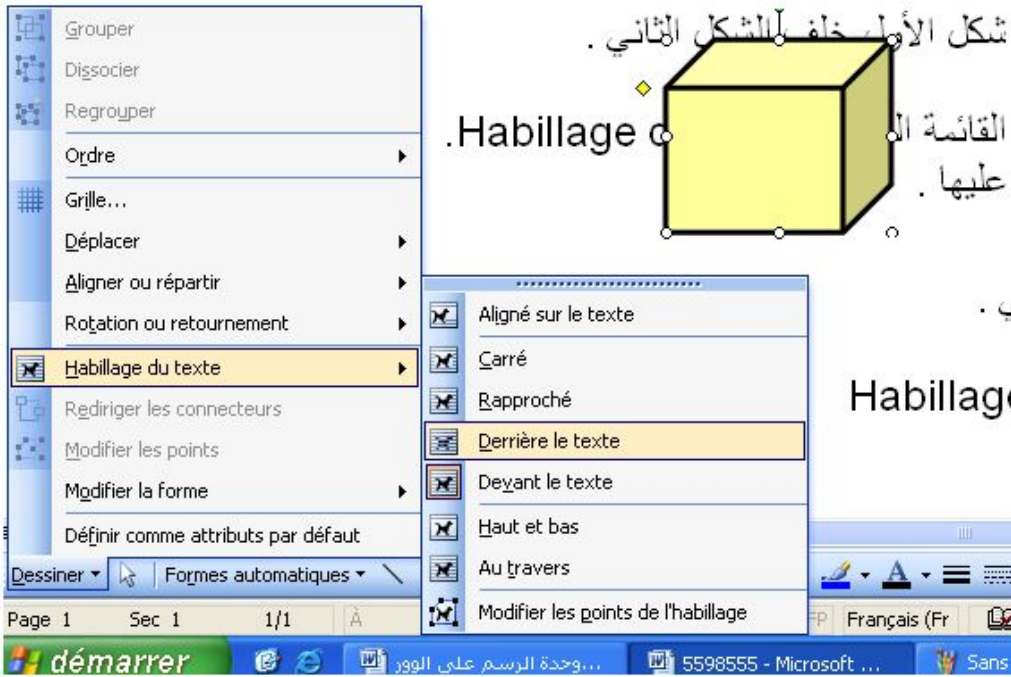 Grouper
Dissocier
Regrouper
Ordre
Grille...
Déplacer
Aligner ou répartir
Rotation ou retournement
Habillage du texte
Rediriger les connecteurs
Modifier les points
Modifier la forme
Définir comme attributs par défaut
Aligné sur le texte
Carré
Rapproché
Derrière le texte
Devant le texte
Haut et bas
Au travers
Modifier les points de l'habillage
شكل الأول خلف الشكل الثاني .
القائمة
.Habillage
عليها .
Habillage
Dessiner
Formes automatiques
A
Page 1 Sec 1 1/1 À
FP Français (Fr
démarrer
وحدة الرسم على الوور...
5598555 - Microsoft ...
Sans